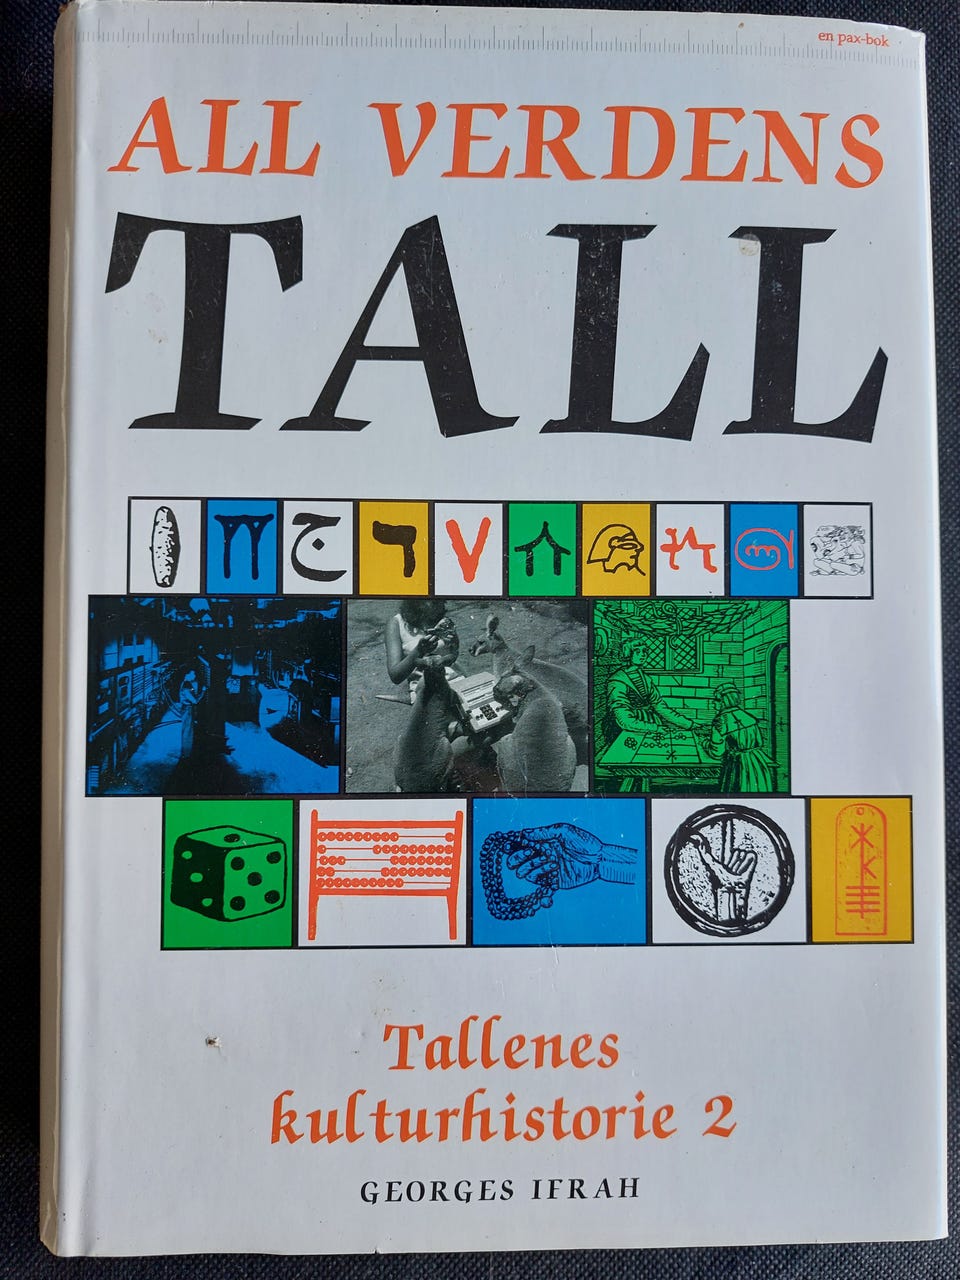 en pax-bok
ALL VERDENS
TALL
Tallenes
kulturhistorie 2
GEORGES IFRAH